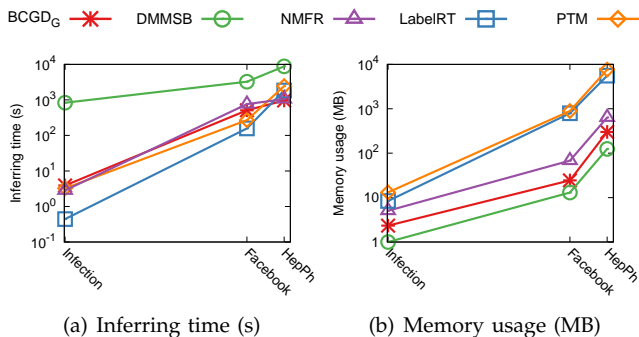 BCGD_G DMMSB NMFR LabelRT PTM
10^4
10^3
10^2
10^1
10^0
10^-1
Inferring time (s)
Infection
Facebook
HepPh
(a) Inferring time (s)
10^4
10^3
10^2
10
1
Memory usage (MB)
Infection
Facebook
HepPh
(b) Memory usage (MB)